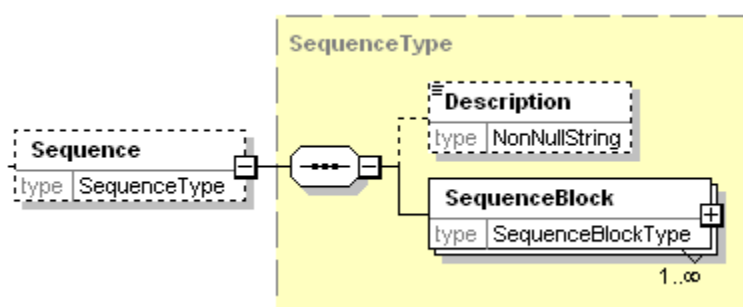 SequenceType
Description
type NonNullString
Sequence
type SequenceType
SequenceBlock
type SequenceBlockType
1..∞